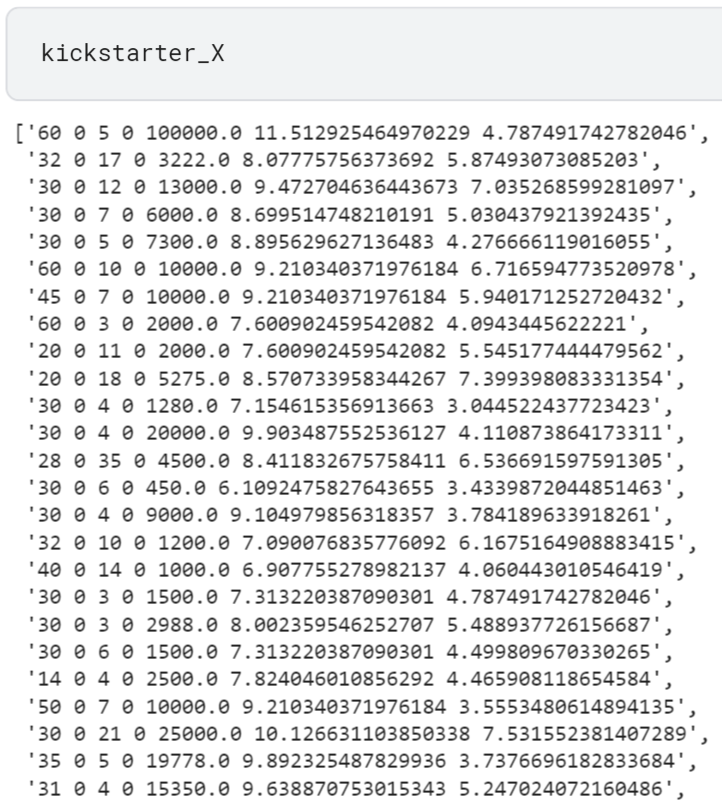 kickstarter_X
['60 0 5 0 100000.0 11.512925464970229 4.787491742782046',
'32 0 17 0 3222.0 8.07775756373692 5.87493073085203',
'30 0 12 0 13000.0 9.472704636443673 7.035268599281097',
'30 0 7 0 6000.0 8.699514748210191 5.030437921392435',
'30 0 5 0 7300.0 8.895629627136483 4.276666119016055',
'60 0 10 0 10000.0 9.210340371976184 6.716594773520978',
'45 0 7 0 10000.0 9.210340371976184 5.940171252720432',
'60 0 3 0 2000.0 7.600902459542082 4.0943445622221',
'20 0 11 0 2000.0 7.600902459542082 5.545177444479562',
'20 0 18 0 5275.0 8.570733958344267 7.399398083331354',
'30 0 4 0 1280.0 7.154615356913663 3.044522437723423',
'30 0 4 0 20000.0 9.903487552536127 4.110873864173311',
'28 0 35 0 4500.0 8.411832675758411 6.536691597591305',
'30 0 6 0 450.0 6.1092475827643655 3.4339872044851463',
'30 0 4 0 9000.0 9.104979856318357 3.784189633918261',
'32 0 10 0 1200.0 7.090076835776092 6.1675164908883415',
'40 0 14 0 1000.0 6.907755278982137 4.060443010546419',
'30 0 3 0 1500.0 7.313220387090301 4.787491742782046',
'30 0 3 0 2988.0 8.002359546252707 5.488937726156687',
'30 0 6 0 1500.0 7.313220387090301 4.499809670330265',
'14 0 4 0 2500.0 7.824046010856292 4.465908118654584',
'50 0 7 0 10000.0 9.210340371976184 3.5553480614894135',
'30 0 21 0 25000.0 10.126631103850338 7.531552381407289',
'35 0 5 0 19778.0 9.892325487829936 3.7376696182833684',
'31 0 4 0 15350.0 9.638870753015343 5.247024072160486',